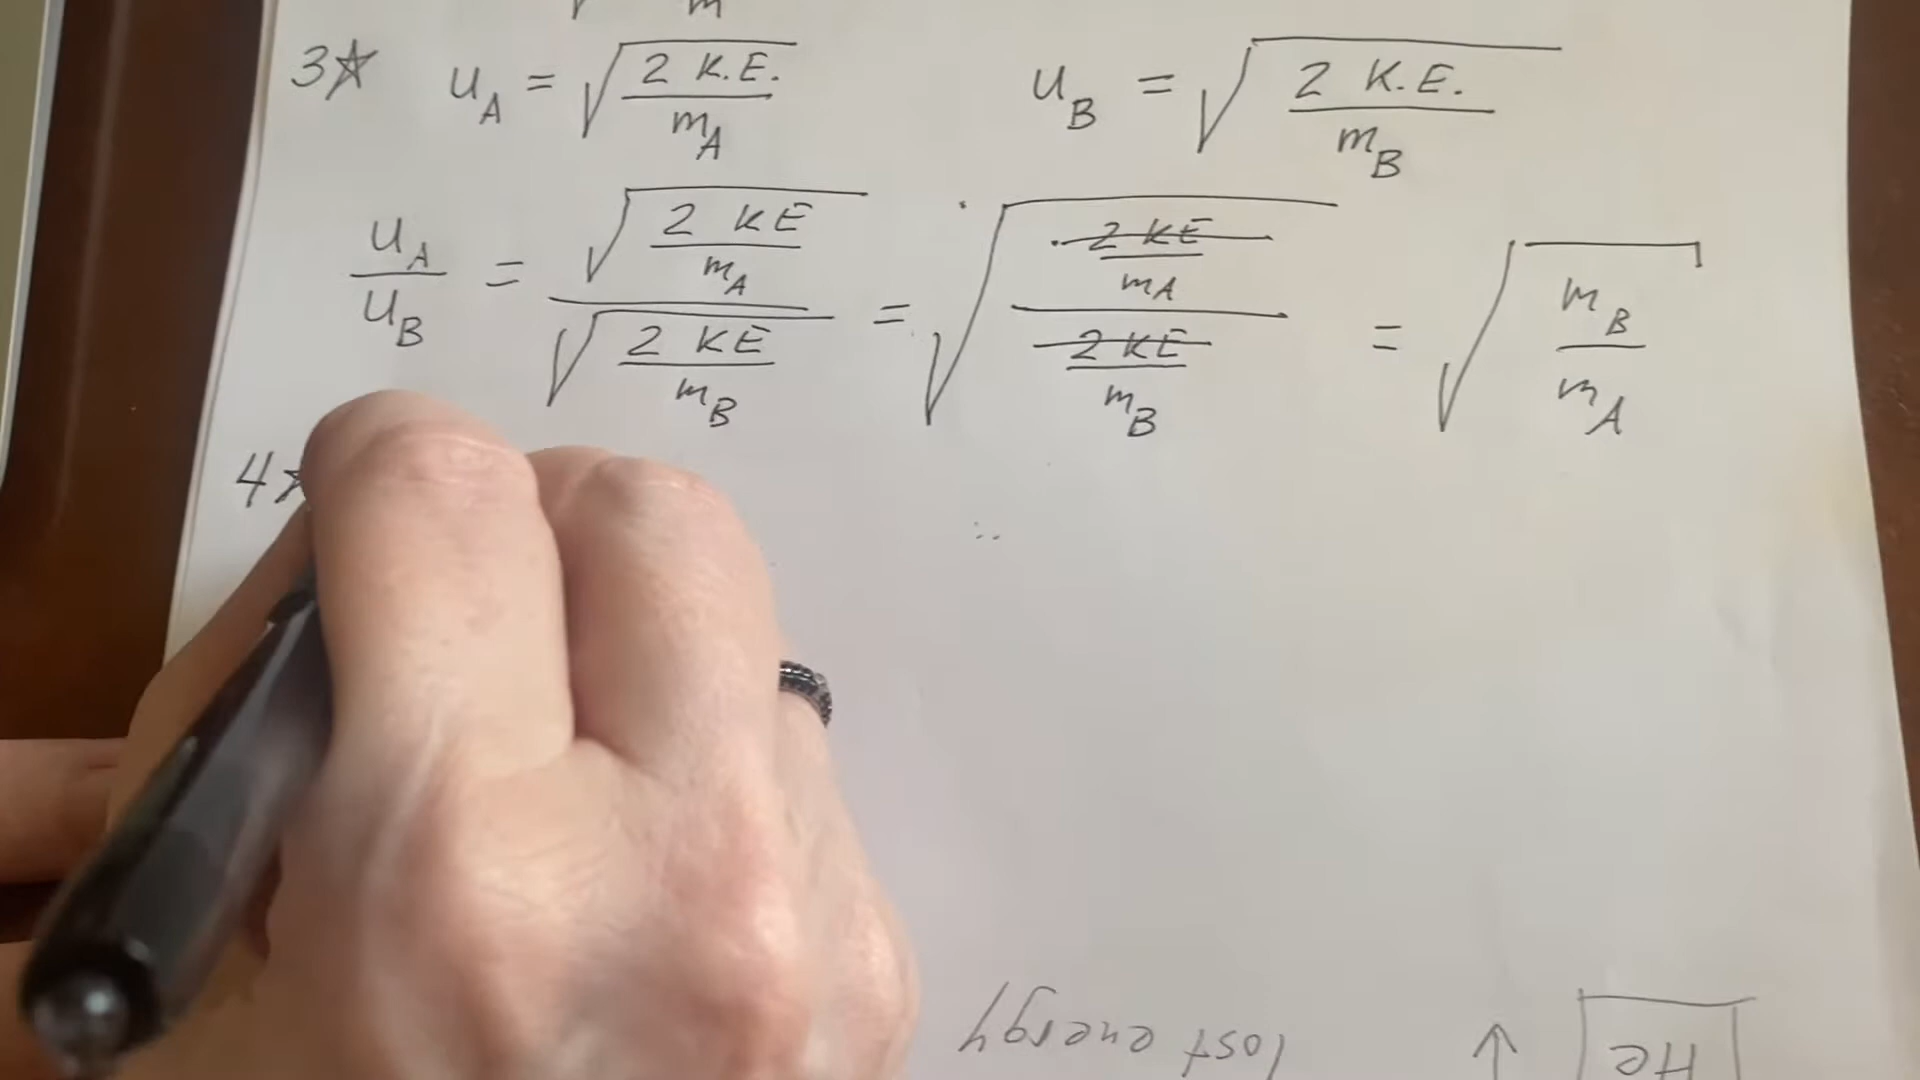 m
3☆ u_A = √(2 K.E. / m_A) u_B = √(2 K.E. / m_B)
u_A / u_B = √(2 KE / m_A) / √(2 KE / m_B) = √((2 KE / m_A) / (2 KE / m_B)) = √(m_B / m_A)
4☆
lost energy ↑ He